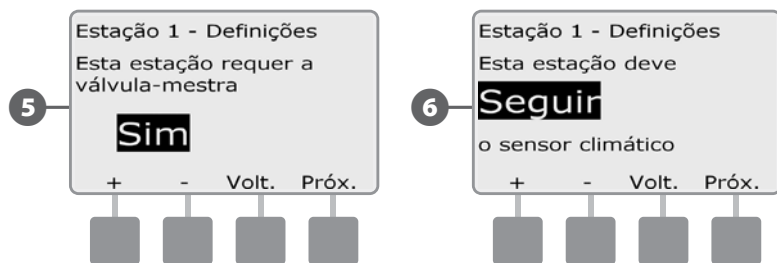 5
Estação 1 - Definições
Esta estação requer a
válvula-mestra
Sim
+ - Volt. Próx.
6
Estação 1 - Definições
Esta estação deve
Seguir
o sensor climático
+ - Volt. Próx.